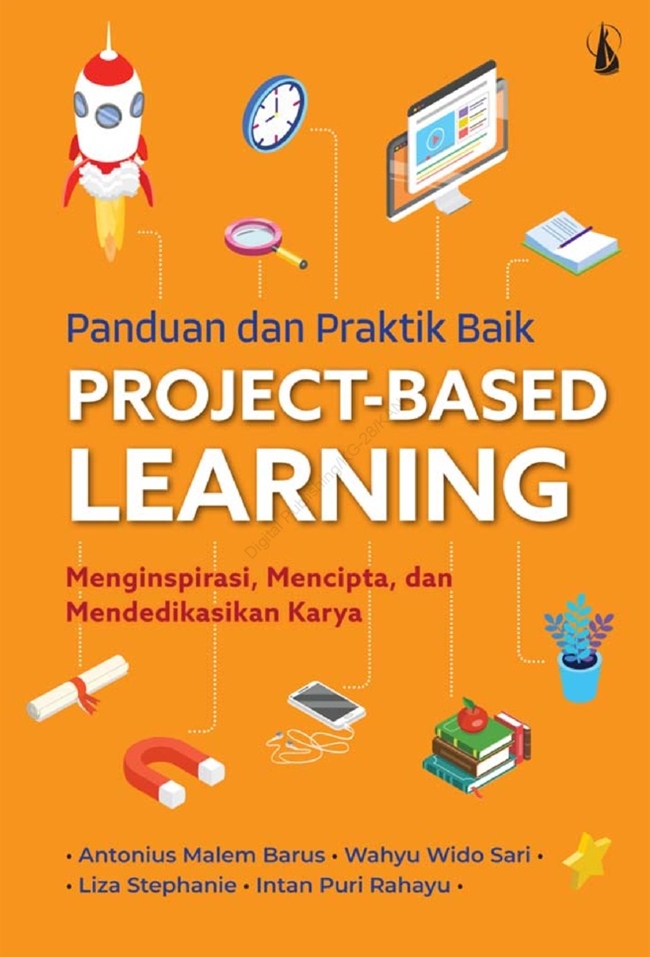 Panduan dan Praktik Baik
PROJECT-BASED
LEARNING
Menginspirasi, Mencipta, dan
Mendedikasikan Karya
• Antonius Malem Barus • Wahyu Wido Sari •
• Liza Stephanie • Intan Puri Rahayu •